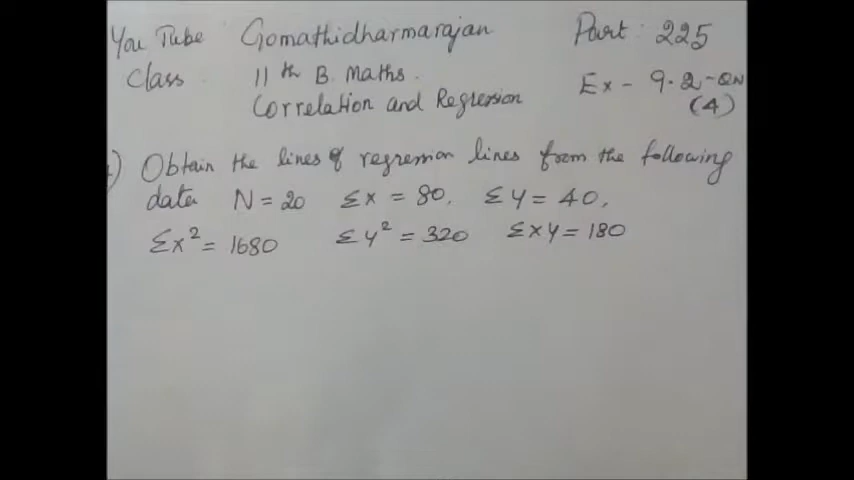 You Tube Gomathidharmarajan Part: 225
Class 11 th B. Maths. Ex - 9.2 - QN
Correlation and Regression (4)
) Obtain the lines of regression lines from the following
data N = 20 Σx = 80, Σy = 40,
Σx² = 1680 Σy² = 320 Σxy = 180